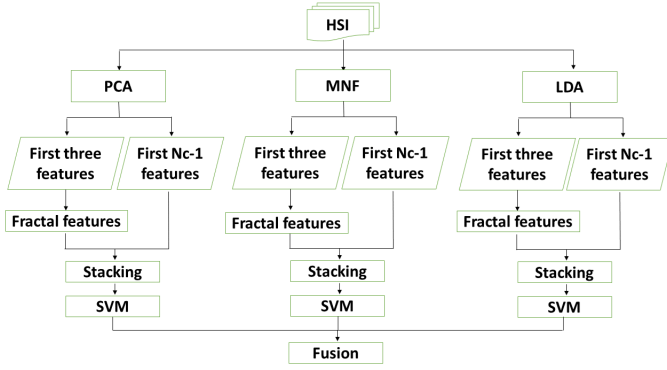 HSI
PCA
MNF
LDA
First three
features
First Nc-1
features
First three
features
First Nc-1
features
First three
features
First Nc-1
features
Fractal features
Fractal features
Fractal features
Stacking
Stacking
Stacking
SVM
SVM
SVM
Fusion